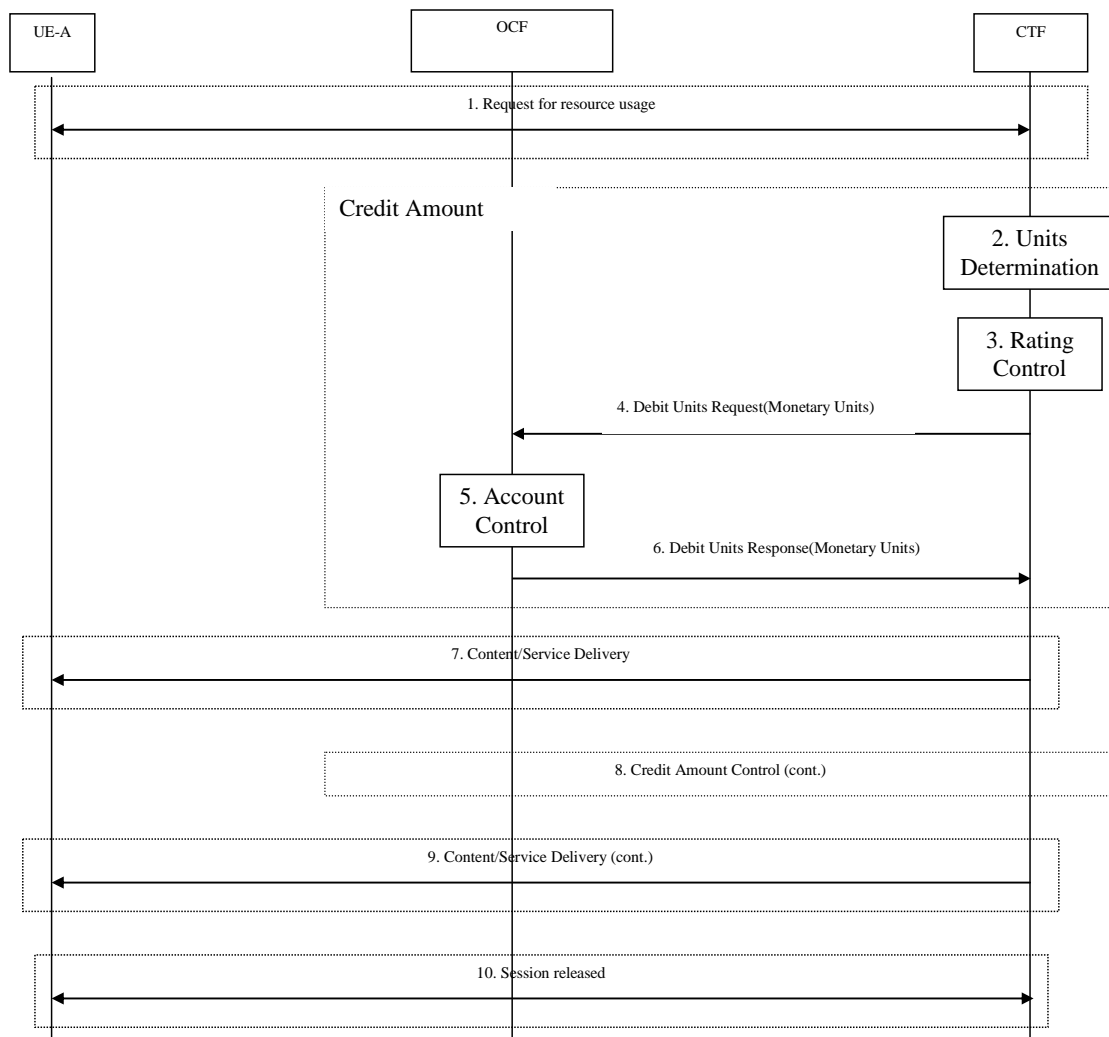 UE-A
OCF
CTF
1. Request for resource usage
Credit Amount
2. Units
Determination
3. Rating
Control
4. Debit Units Request(Monetary Units)
5. Account
Control
6. Debit Units Response(Monetary Units)
7. Content/Service Delivery
8. Credit Amount Control (cont.)
9. Content/Service Delivery (cont.)
10. Session released